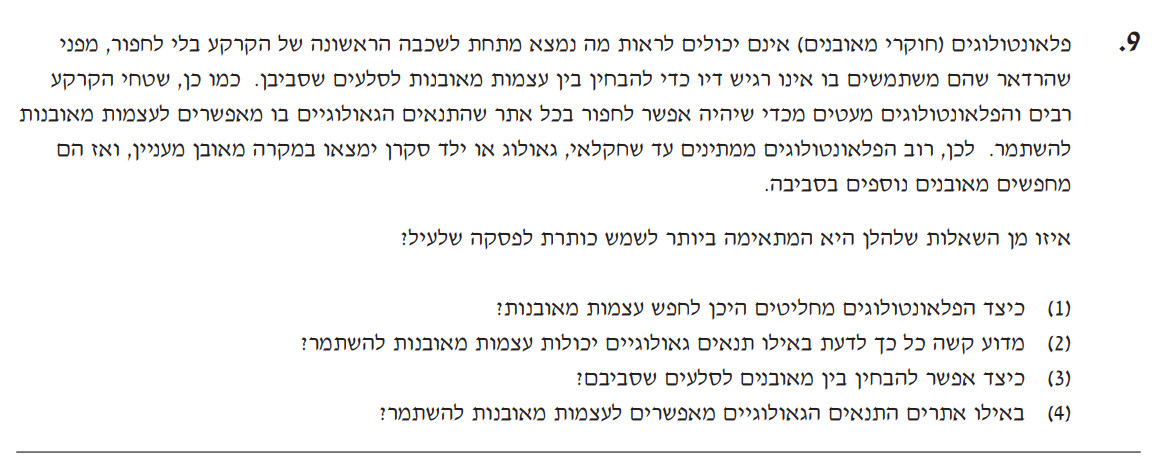 9. פלאונטולוגים (חוקרי מאובנים) אינם יכולים לראות מה נמצא מתחת לשכבה הראשונה של הקרקע בלי לחפור, מפני
שהרדאר שהם משתמשים בו אינו רגיש דיו כדי להבחין בין עצמות מאובנות לסלעים שסביבן. כמו כן, שטחי הקרקע
רבים והפלאונטולוגים מעטים מכדי שיהיה אפשר לחפור בכל אתר שהתנאים הגאולוגיים בו מאפשרים לעצמות מאובנות
להשתמר. לכן, רוב הפלאונטולוגים ממתינים עד שחקלאי, גאולוג או ילד סקרן ימצאו במקרה מאובן מעניין, ואז הם
מחפשים מאובנים נוספים בסביבה.
איזו מן השאלות שלהלן היא המתאימה ביותר לשמש כותרת לפסקה שלעיל?
(1) כיצד הפלאונטולוגים מחליטים היכן לחפש עצמות מאובנות?
(2) מדוע קשה כל כך לדעת באילו תנאים גאולוגיים יכולות עצמות מאובנות להשתמר?
(3) כיצד אפשר להבחין בין מאובנים לסלעים שסביבם?
(4) באילו אתרים התנאים הגאולוגיים מאפשרים לעצמות מאובנות להשתמר?